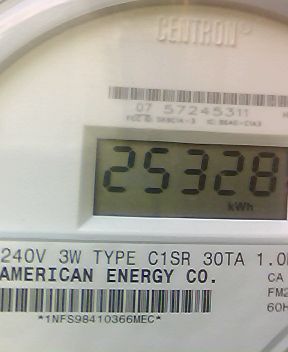 CENTRON®
07 57245311
25328
kWh
240V 3W TYPE C1SR 30TA 1.0
AMERICAN ENERGY CO.
CA
FM2
60H
*1NFS98410366MEC*